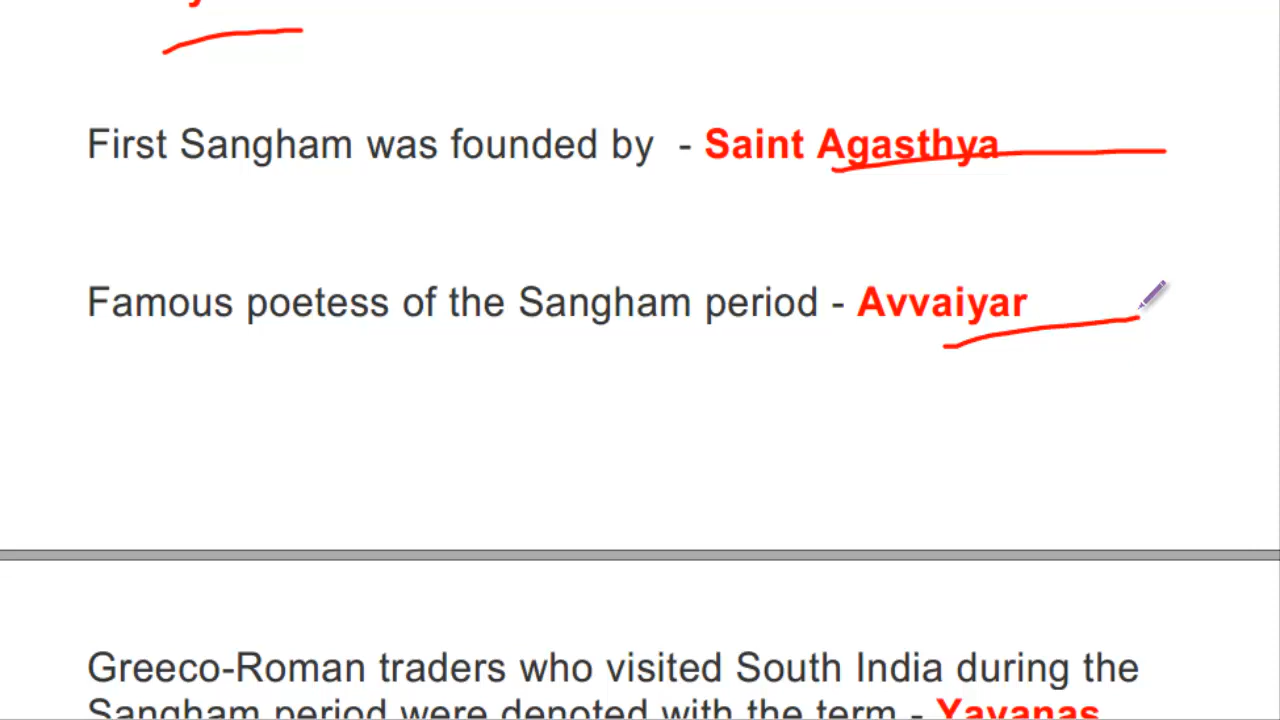 First Sangham was founded by - Saint Agasthya
Famous poetess of the Sangham period - Avvaiyar
Greeco-Roman traders who visited South India during the
Sangham period were denoted with the term - Yavanas